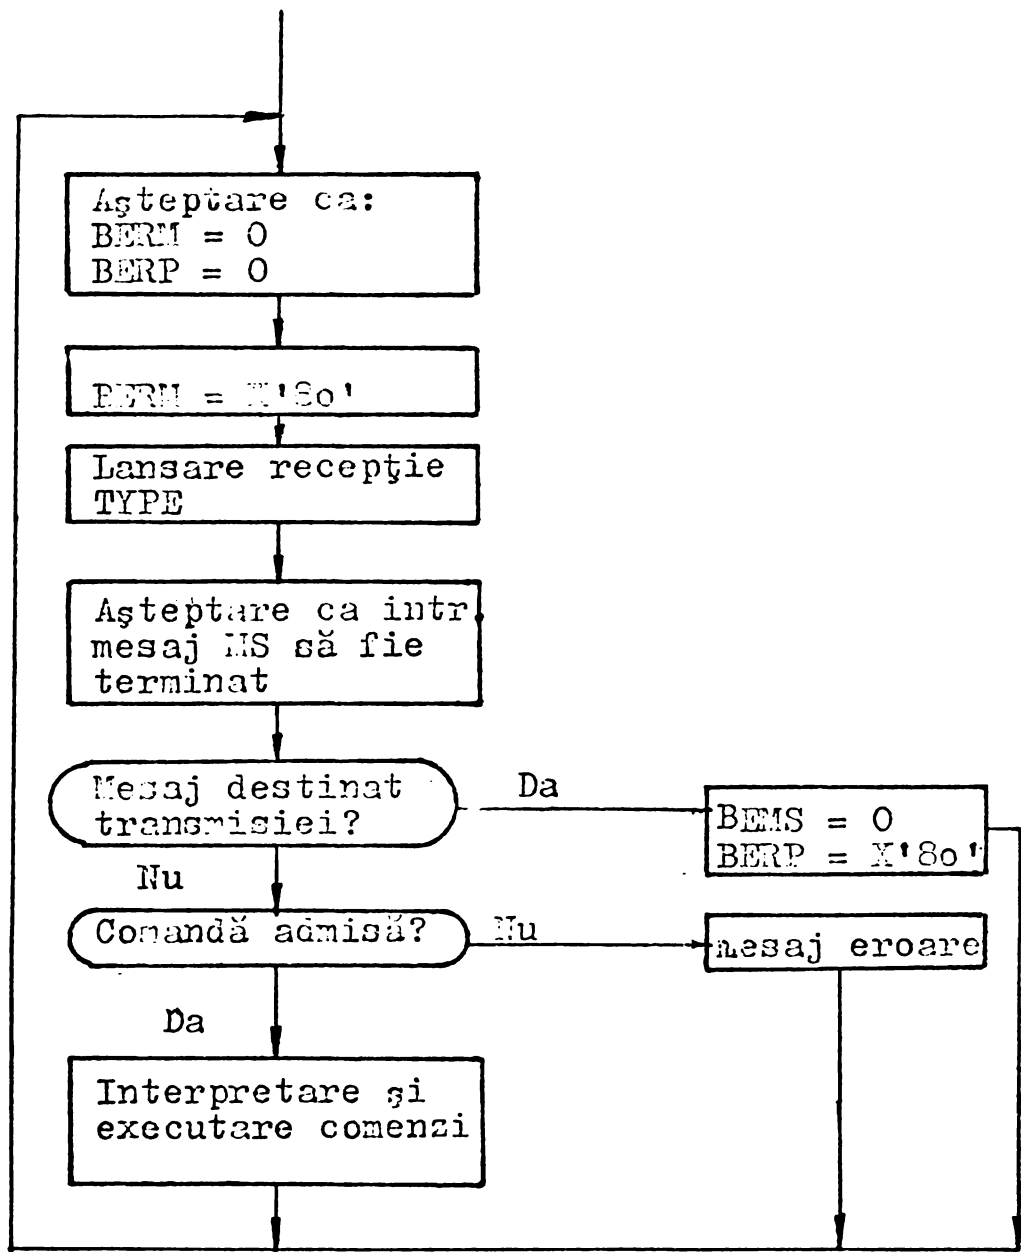 Aşteptare ca:
BERM = 0
BERP = 0
BERM = X'8o'
Lansare recepţie
TYPE
Aşteptare ca intr.
mesaj MS să fie
terminat
Mesaj destinat
transmisiei?
Da
BEMS = 0
BERP = X'8o'
Nu
Comandă admisă?
Nu
mesaj eroare
Da
Interpretare şi
executare comenzi